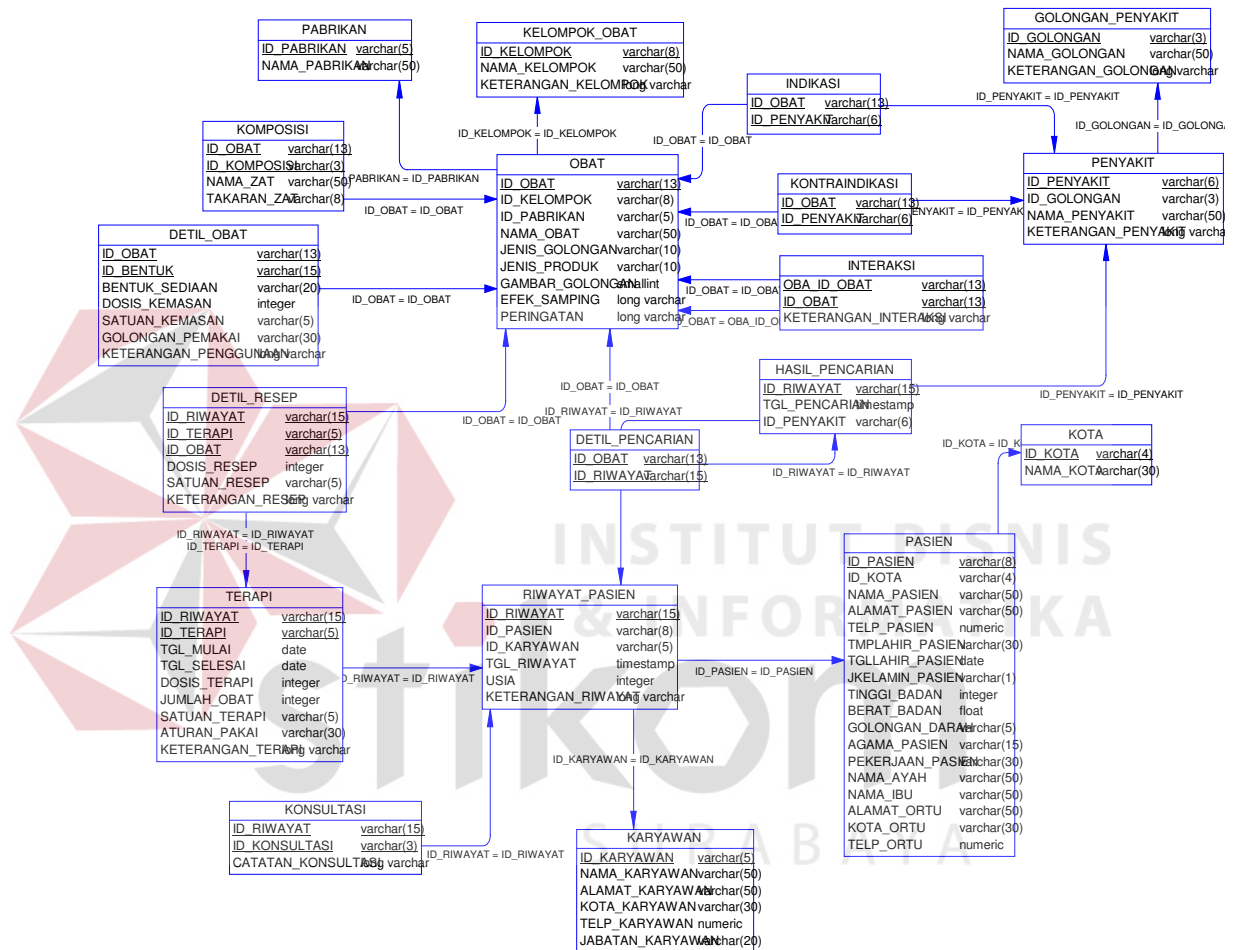 PABRIKAN
ID_PABRIKAN varchar(5)
NAMA_PABRIKAN varchar(50)
KELOMPOK_OBAT
ID_KELOMPOK varchar(8)
NAMA_KELOMPOK varchar(50)
KETERANGAN_KELOMPOK long varchar
GOLONGAN_PENYAKIT
ID_GOLONGAN varchar(3)
NAMA_GOLONGAN varchar(50)
KETERANGAN_GOLONGAN long varchar
INDIKASI
ID_OBAT varchar(13)
ID_PENYAKIT varchar(6)
ID_PENYAKIT = ID_PENYAKIT
ID_GOLONGAN = ID_GOLONGA
ID_KELOMPOK = ID_KELOMPOK
ID_OBAT = ID_OBAT
KOMPOSISI
ID_OBAT varchar(13)
ID_KOMPOSISI varchar(3)
NAMA_ZAT varchar(50)
TAKARAN_ZAT varchar(8)
PABRIKAN = ID_PABRIKAN
ID_OBAT = ID_OBAT
OBAT
ID_OBAT varchar(13)
ID_KELOMPOK varchar(8)
ID_PABRIKAN varchar(5)
NAMA_OBAT varchar(50)
JENIS_GOLONGAN varchar(10)
JENIS_PRODUK varchar(10)
GAMBAR_GOLONGAN smallint
EFEK_SAMPING long varchar
PERINGATAN long varchar
KONTRAINDIKASI
ID_OBAT varchar(13)
ID_PENYAKIT varchar(6)
ID_OBAT = ID_OBA
ENYAKIT = ID_PENYAK
PENYAKIT
ID_PENYAKIT varchar(6)
ID_GOLONGAN varchar(3)
NAMA_PENYAKIT varchar(50)
KETERANGAN_PENYAKIT long varcha
DETIL_OBAT
ID_OBAT varchar(13)
ID_BENTUK varchar(15)
BENTUK_SEDIAAN varchar(20)
DOSIS_KEMASAN integer
SATUAN_KEMASAN varchar(5)
GOLONGAN_PEMAKAI varchar(30)
KETERANGAN_PENGGUNAAN long varchar
ID_OBAT = ID_OBAT
INTERAKSI
OBA_ID_OBAT varchar(13)
ID_OBAT varchar(13)
KETERANGAN_INTERAKSI long varchar
ID_OBAT = ID_OBA
D_OBAT = OBA_ID_O
HASIL_PENCARIAN
ID_RIWAYAT varchar(15)
TGL_PENCARIAN timestamp
ID_PENYAKIT varchar(6)
ID_PENYAKIT = ID_PENYAKIT
ID_OBAT = ID_OBAT
ID_RIWAYAT = ID_RIWAYAT
DETIL_RESEP
ID_RIWAYAT varchar(15)
ID_TERAPI varchar(5)
ID_OBAT varchar(13)
DOSIS_RESEP integer
SATUAN_RESEP varchar(5)
KETERANGAN_RESEP long varchar
ID_OBAT = ID_OBAT
DETIL_PENCARIAN
ID_OBAT varchar(13)
ID_RIWAYAT varchar(15)
ID_RIWAYAT = ID_RIWAYAT
ID_KOTA = ID_K
KOTA
ID_KOTA varchar(4)
NAMA_KOTA varchar(30)
ID_RIWAYAT = ID_RIWAYAT
ID_TERAPI = ID_TERAPI
INSTITUT BISNIS
& INFORMATIKA
stikom
SURABAYA
TERAPI
ID_RIWAYAT varchar(15)
ID_TERAPI varchar(5)
TGL_MULAI date
TGL_SELESAI date
DOSIS_TERAPI integer
JUMLAH_OBAT integer
SATUAN_TERAPI varchar(5)
ATURAN_PAKAI varchar(30)
KETERANGAN_TERAPI long varchar
D_RIWAYAT = ID_RIWAYAT
RIWAYAT_PASIEN
ID_RIWAYAT varchar(15)
ID_PASIEN varchar(8)
ID_KARYAWAN varchar(5)
TGL_RIWAYAT timestamp
USIA integer
KETERANGAN_RIWAYAT long varchar
ID_PASIEN = ID_PASIEN
ID_KARYAWAN = ID_KARYAWAN
PASIEN
ID_PASIEN varchar(8)
ID_KOTA varchar(4)
NAMA_PASIEN varchar(50)
ALAMAT_PASIEN varchar(50)
TELP_PASIEN numeric
TMPLAHIR_PASIEN varchar(30)
TGLLAHIR_PASIEN date
JKELAMIN_PASIEN varchar(1)
TINGGI_BADAN integer
BERAT_BADAN float
GOLONGAN_DARAH varchar(5)
AGAMA_PASIEN varchar(15)
PEKERJAAN_PASIEN varchar(30)
NAMA_AYAH varchar(50)
NAMA_IBU varchar(50)
ALAMAT_ORTU varchar(50)
KOTA_ORTU varchar(30)
TELP_ORTU numeric
KONSULTASI
ID_RIWAYAT varchar(15)
ID_KONSULTASI varchar(3)
CATATAN_KONSULTASI long varchar
ID_RIWAYAT = ID_RIWAYAT
KARYAWAN
ID_KARYAWAN varchar(5)
NAMA_KARYAWAN varchar(50)
ALAMAT_KARYAWAN varchar(50)
KOTA_KARYAWAN varchar(30)
TELP_KARYAWAN numeric
JABATAN_KARYAWAN varchar(20)